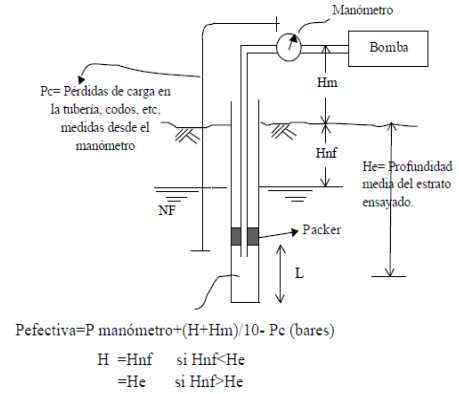 Manómetro
Bomba
Hm
Pc= Pérdidas de carga en
la tubería, codos, etc,
medidas desde el
manómetro
Hnf
He= Profundidad
media del estrato
ensayado.
NF
Packer
L
Pefectiva=P manómetro+(H+Hm)/10- Pc (bares)
H =Hnf si Hnf<He
=He si Hnf>He